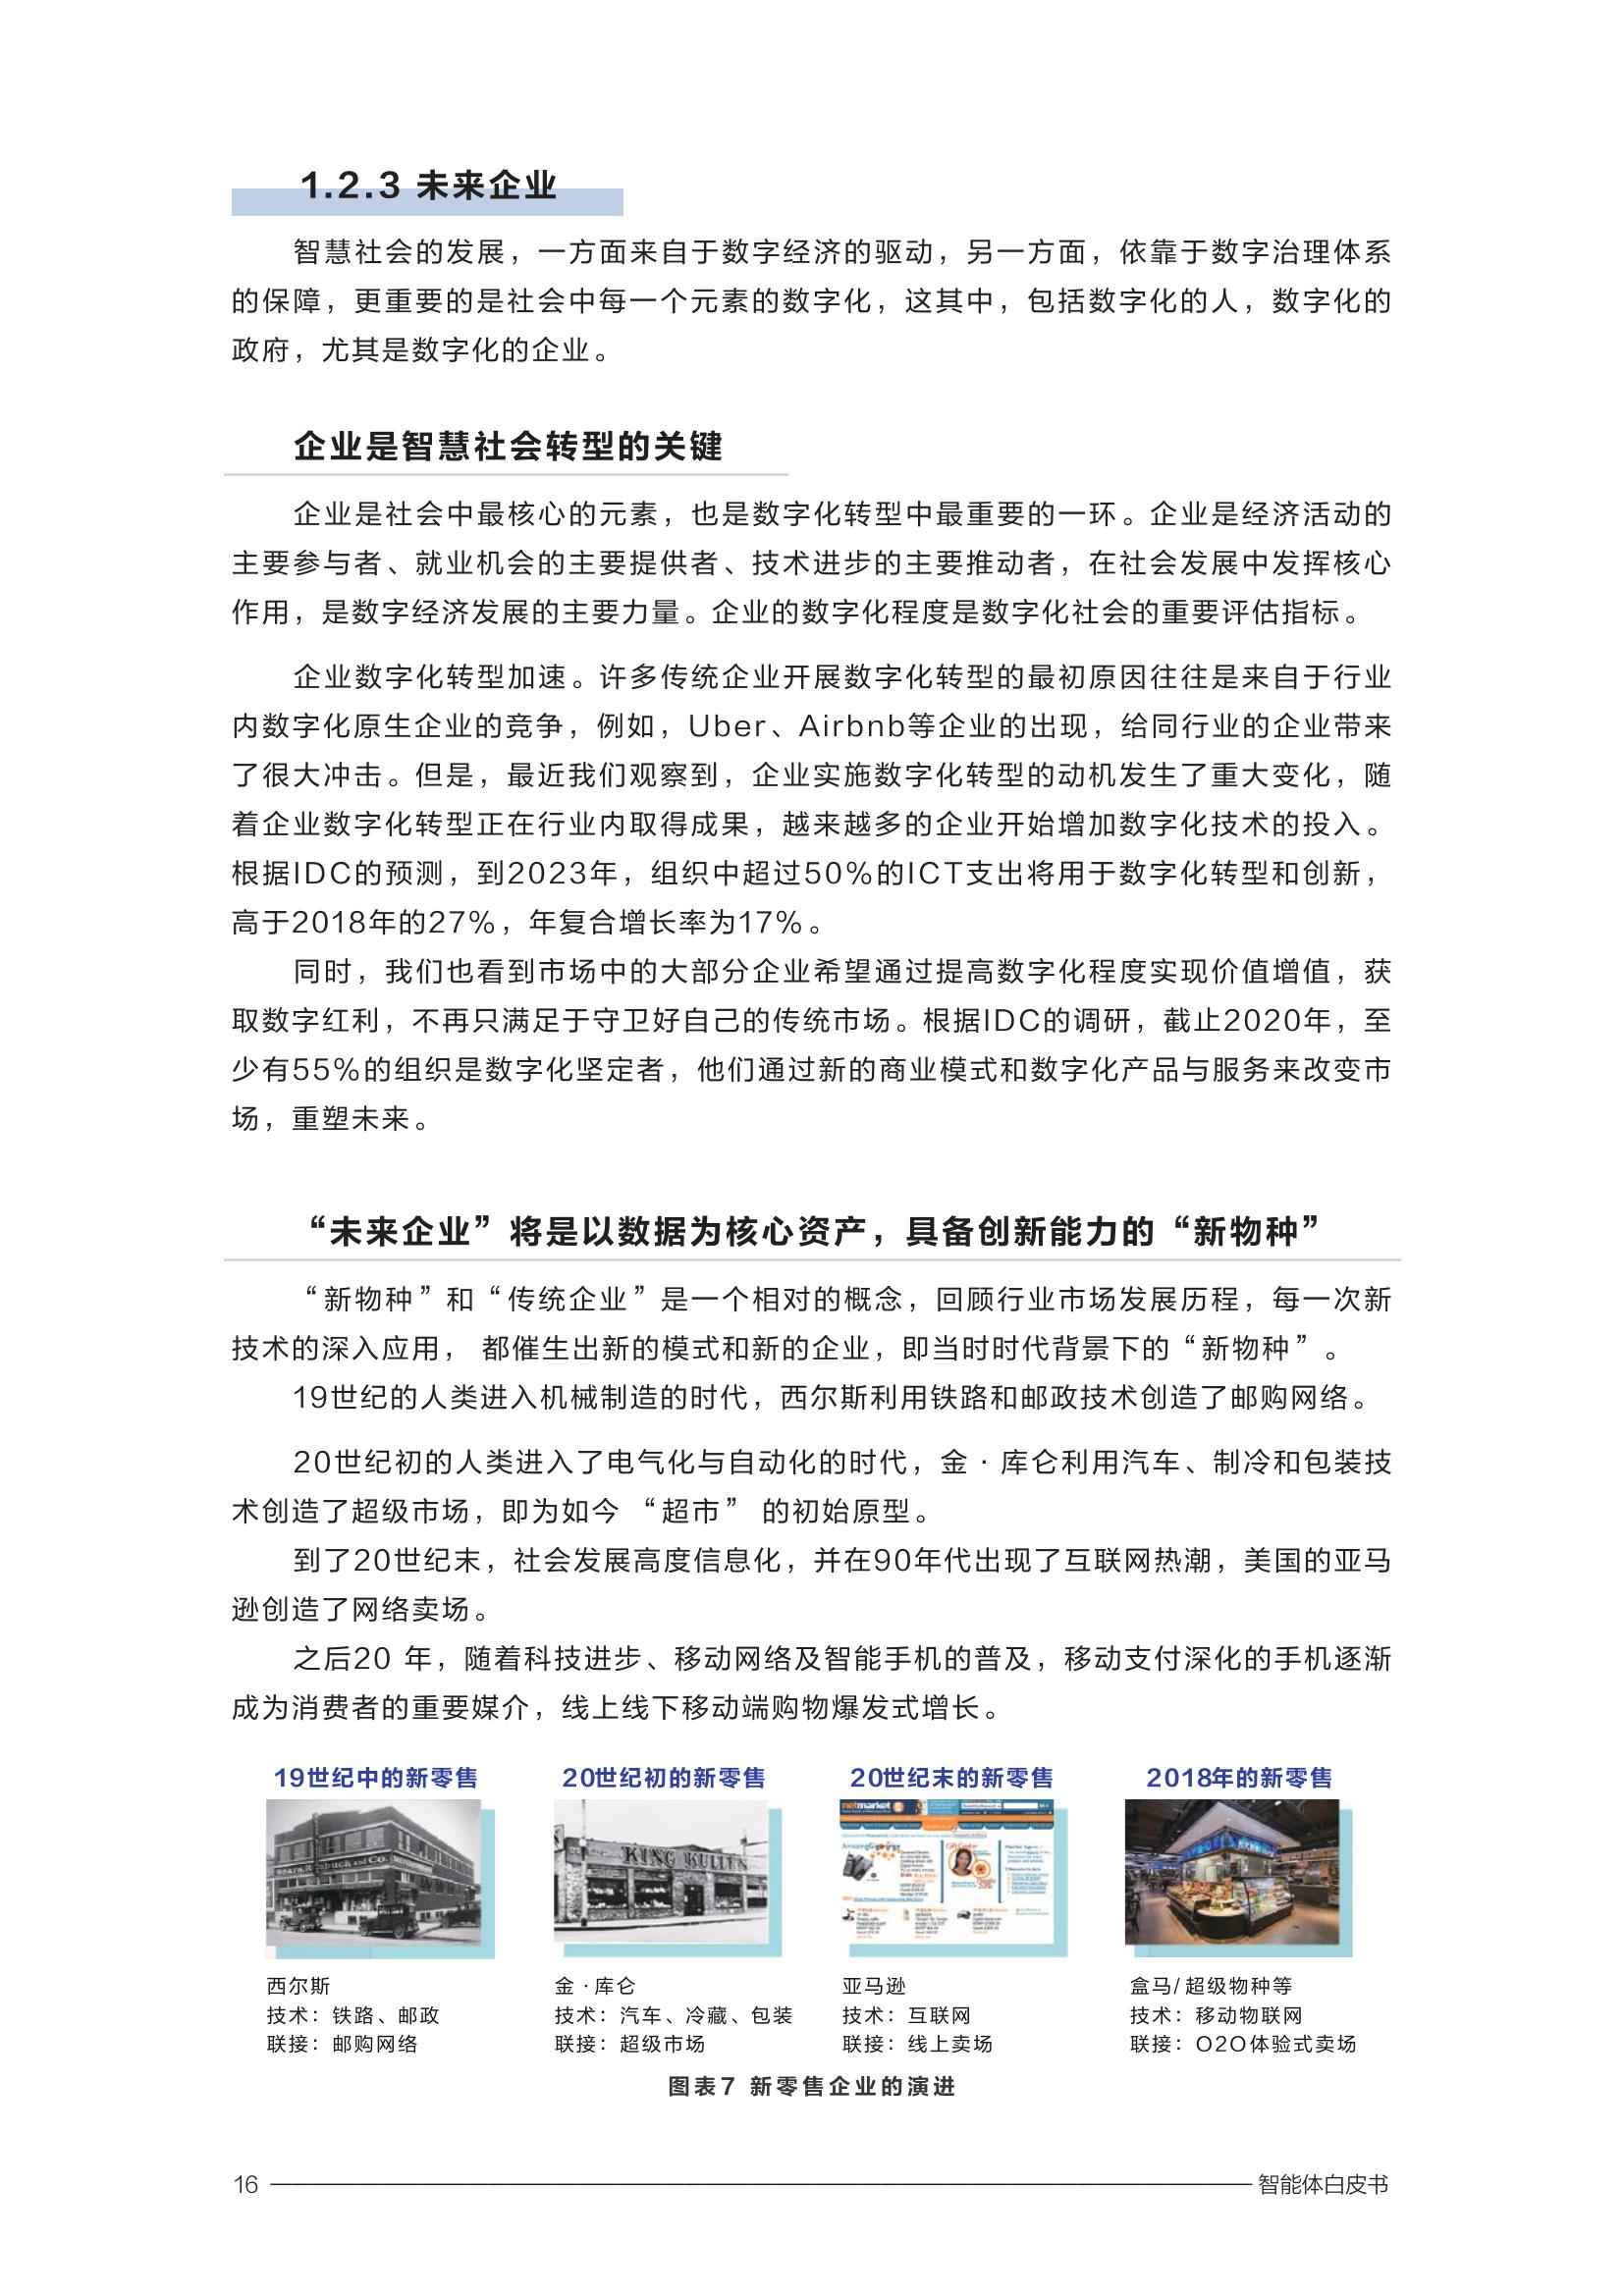 1.2.3 未来企业
智慧社会的发展，一方面来自于数字经济的驱动，另一方面，依靠于数字治理体系
的保障，更重要的是社会中每一个元素的数字化，这其中，包括数字化的人，数字化的
政府，尤其是数字化的企业。
企业是智慧社会转型的关键
企业是社会中最核心的元素，也是数字化转型中最重要的一环。企业是经济活动的
主要参与者、就业机会的主要提供者、技术进步的主要推动者，在社会发展中发挥核心
作用，是数字经济发展的主要力量。企业的数字化程度是数字化社会的重要评估指标。
企业数字化转型加速。许多传统企业开展数字化转型的最初原因往往是来自于行业
内数字化原生企业的竞争，例如，Uber、Airbnb等企业的出现，给同行业的企业带来
了很大冲击。但是，最近我们观察到，企业实施数字化转型的动机发生了重大变化，随
着企业数字化转型正在行业内取得成果，越来越多的企业开始增加数字化技术的投入。
根据IDC的预测，到2023年，组织中超过50%的ICT支出将用于数字化转型和创新，
高于2018年的27%，年复合增长率为17%。
同时，我们也看到市场中的大部分企业希望通过提高数字化程度实现价值增值，获
取数字红利，不再只满足于守卫好自己的传统市场。根据IDC的调研，截止2020年，至
少有55%的组织是数字化坚定者，他们通过新的商业模式和数字化产品与服务来改变市
场，重塑未来。
“未来企业”将是以数据为核心资产，具备创新能力的“新物种”
“新物种”和“传统企业”是一个相对的概念，回顾行业市场发展历程，每一次新
技术的深入应用， 都催生出新的模式和新的企业，即当时时代背景下的“新物种”。
19世纪的人类进入机械制造的时代，西尔斯利用铁路和邮政技术创造了邮购网络。
20世纪初的人类进入了电气化与自动化的时代，金·库仑利用汽车、制冷和包装技
术创造了超级市场，即为如今 “超市” 的初始原型。
到了20世纪末，社会发展高度信息化，并在90年代出现了互联网热潮，美国的亚马
逊创造了网络卖场。
之后20 年，随着科技进步、移动网络及智能手机的普及，移动支付深化的手机逐渐
成为消费者的重要媒介，线上线下移动端购物爆发式增长。
19世纪中的新零售
20世纪初的新零售
20世纪末的新零售
2018年的新零售
KING KULLEN
netmarket
西尔斯
技术：铁路、邮政
联接：邮购网络
金·库仑
技术：汽车、冷藏、包装
联接：超级市场
亚马逊
技术：互联网
联接：线上卖场
盒马/超级物种等
技术：移动物联网
联接：O2O体验式卖场
图表7 新零售企业的演进
16
智能体白皮书